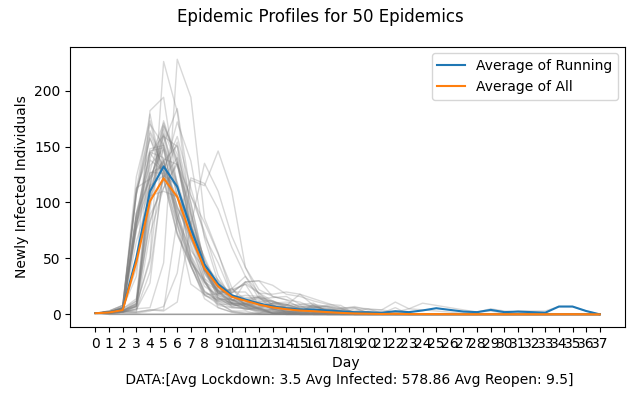 Epidemic Profiles for 50 Epidemics
Average of Running
Average of All
Newly Infected Individuals
200
150
100
50
0
0 1 2 3 4 5 6 7 8 9 10 11 12 13 14 15 16 17 18 19 20 21 22 23 24 25 26 27 28 29 30 31 32 33 34 35 36 37
Day
DATA:[Avg Lockdown: 3.5 Avg Infected: 578.86 Avg Reopen: 9.5]